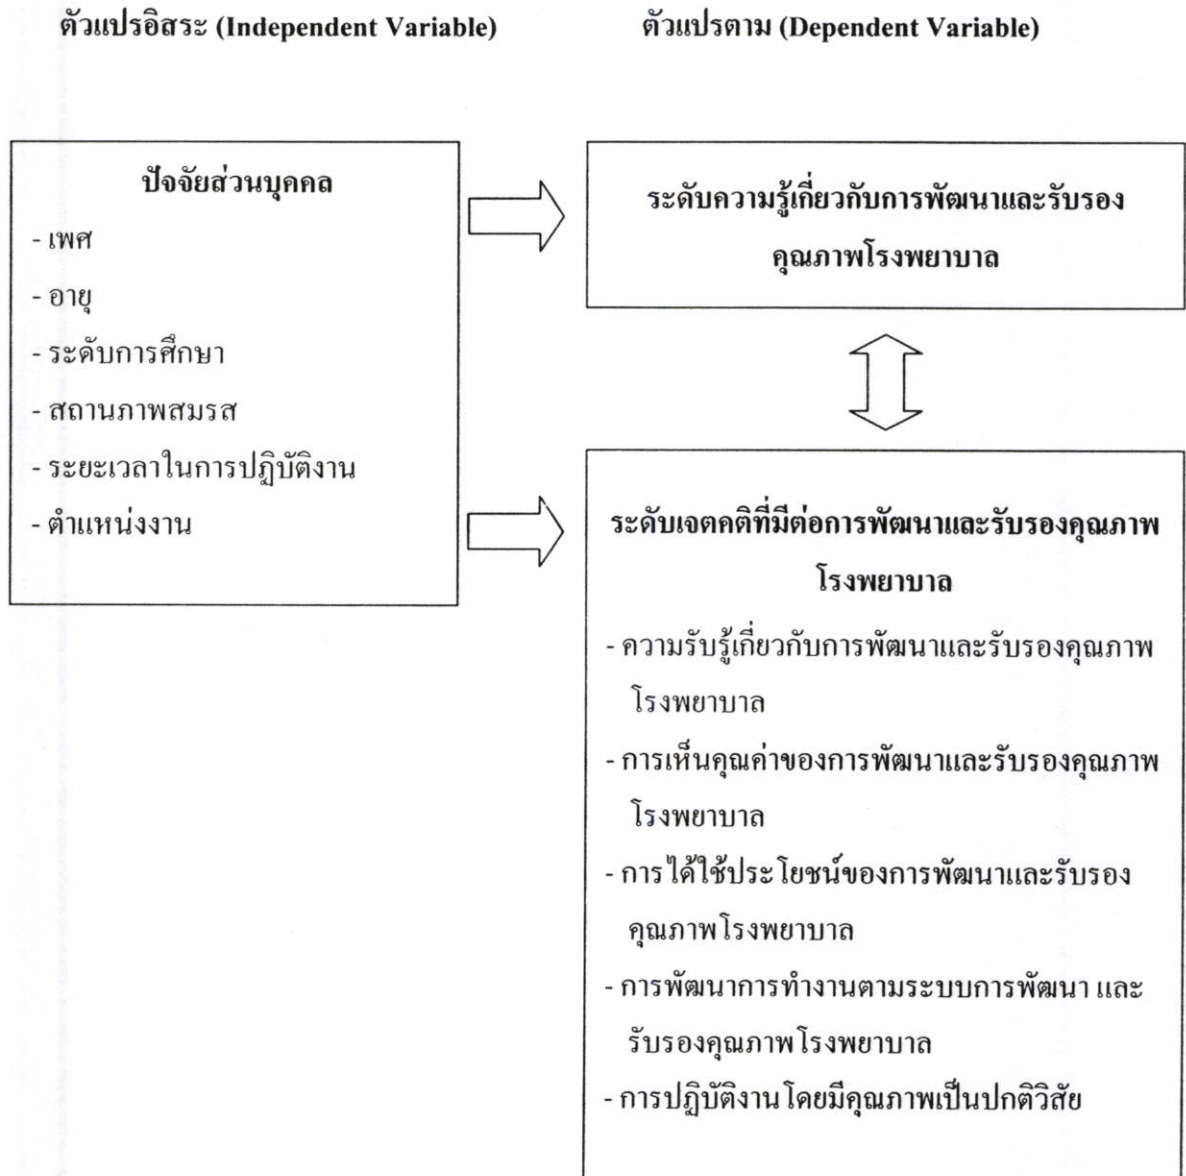 ตัวแปรอิสระ (Independent Variable)
ตัวแปรตาม (Dependent Variable)
ปัจจัยส่วนบุคคล
- เพศ
- อายุ
- ระดับการศึกษา
- สถานภาพสมรส
- ระยะเวลาในการปฏิบัติงาน
- ตำแหน่งงาน
ระดับความรู้เกี่ยวกับการพัฒนาและรับรอง
คุณภาพโรงพยาบาล
ระดับเจตคติที่มีต่อการพัฒนาและรับรองคุณภาพ
โรงพยาบาล
- ความรับรู้เกี่ยวกับการพัฒนาและรับรองคุณภาพ
โรงพยาบาล
- การเห็นคุณค่าของการพัฒนาและรับรองคุณภาพ
โรงพยาบาล
- การได้ใช้ประโยชน์ของการพัฒนาและรับรอง
คุณภาพโรงพยาบาล
- การพัฒนาการทำงานตามระบบการพัฒนา และ
รับรองคุณภาพโรงพยาบาล
- การปฏิบัติงานโดยมีคุณภาพเป็นปกติวิสัย